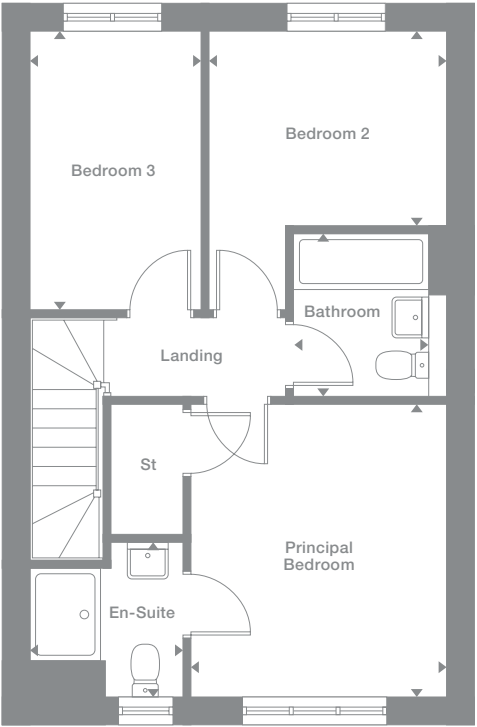 Bedroom 2
Bedroom 3
Bathroom
Landing
St
Principal
Bedroom
En-Suite